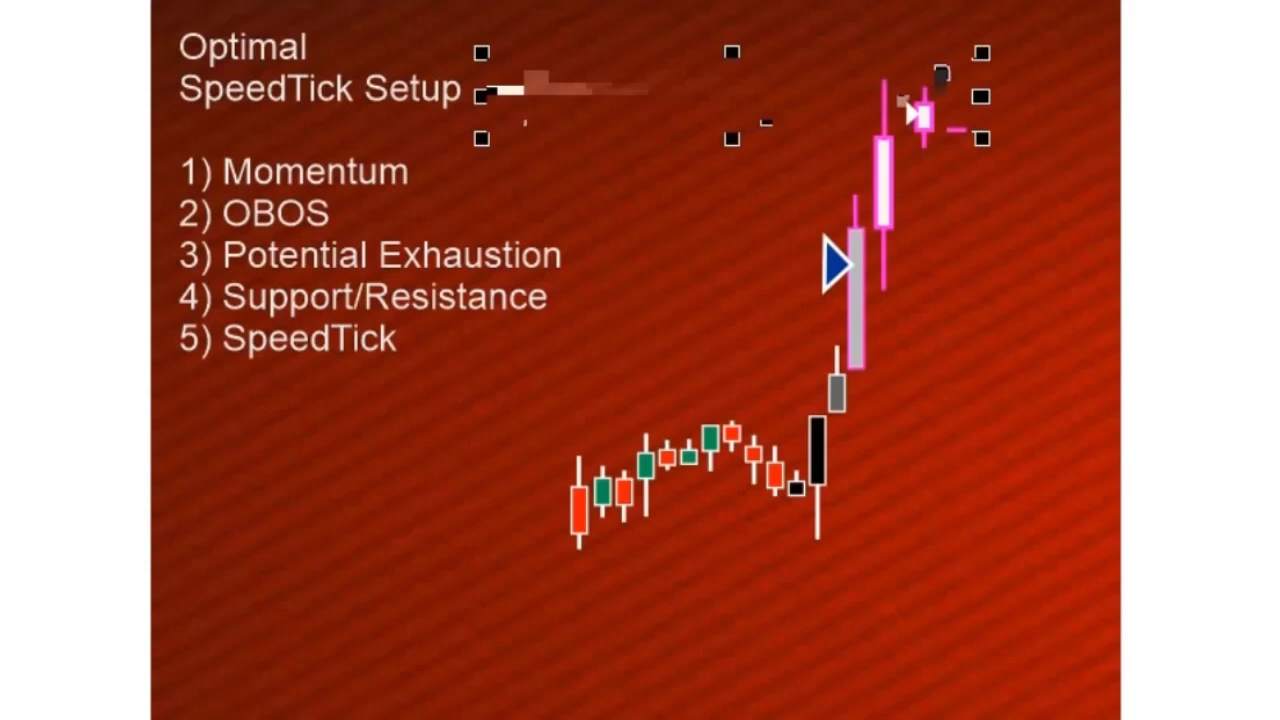 Optimal
SpeedTick Setup
1) Momentum
2) OBOS
3) Potential Exhaustion
4) Support/Resistance
5) SpeedTick